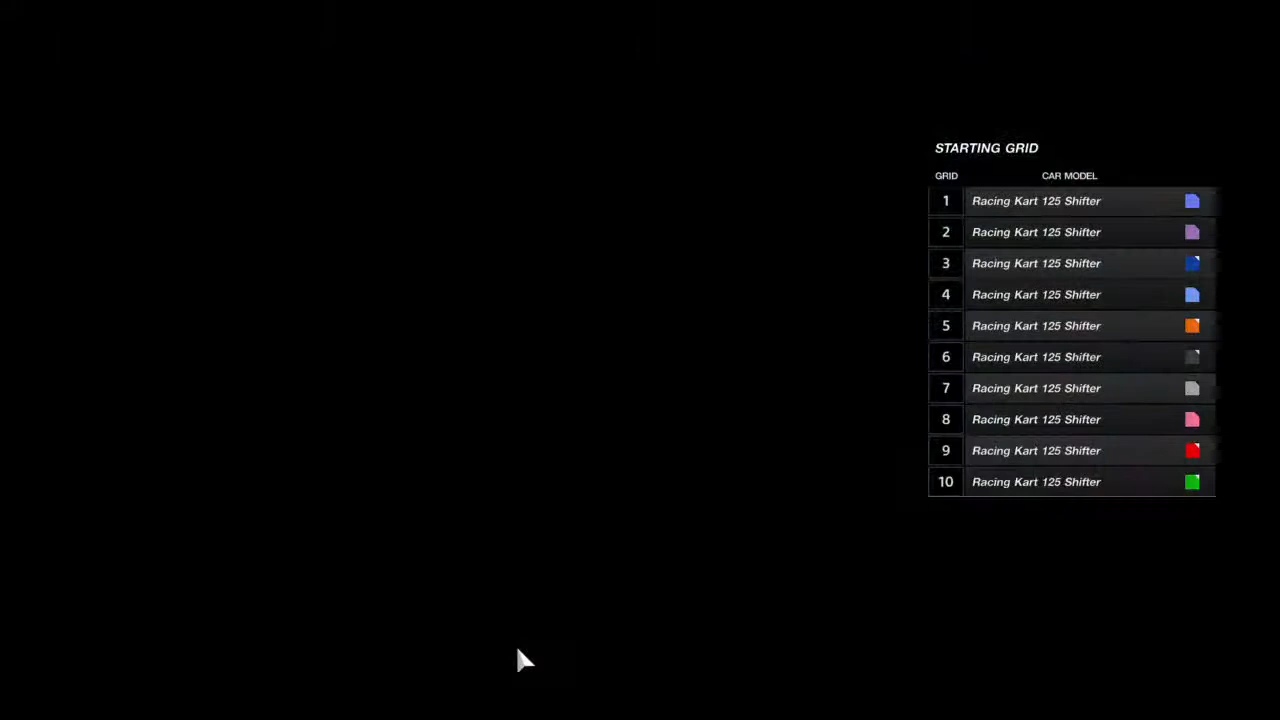 STARTING GRID
GRID CAR MODEL
1 Racing Kart 125 Shifter
2 Racing Kart 125 Shifter
3 Racing Kart 125 Shifter
4 Racing Kart 125 Shifter
5 Racing Kart 125 Shifter
6 Racing Kart 125 Shifter
7 Racing Kart 125 Shifter
8 Racing Kart 125 Shifter
9 Racing Kart 125 Shifter
10 Racing Kart 125 Shifter